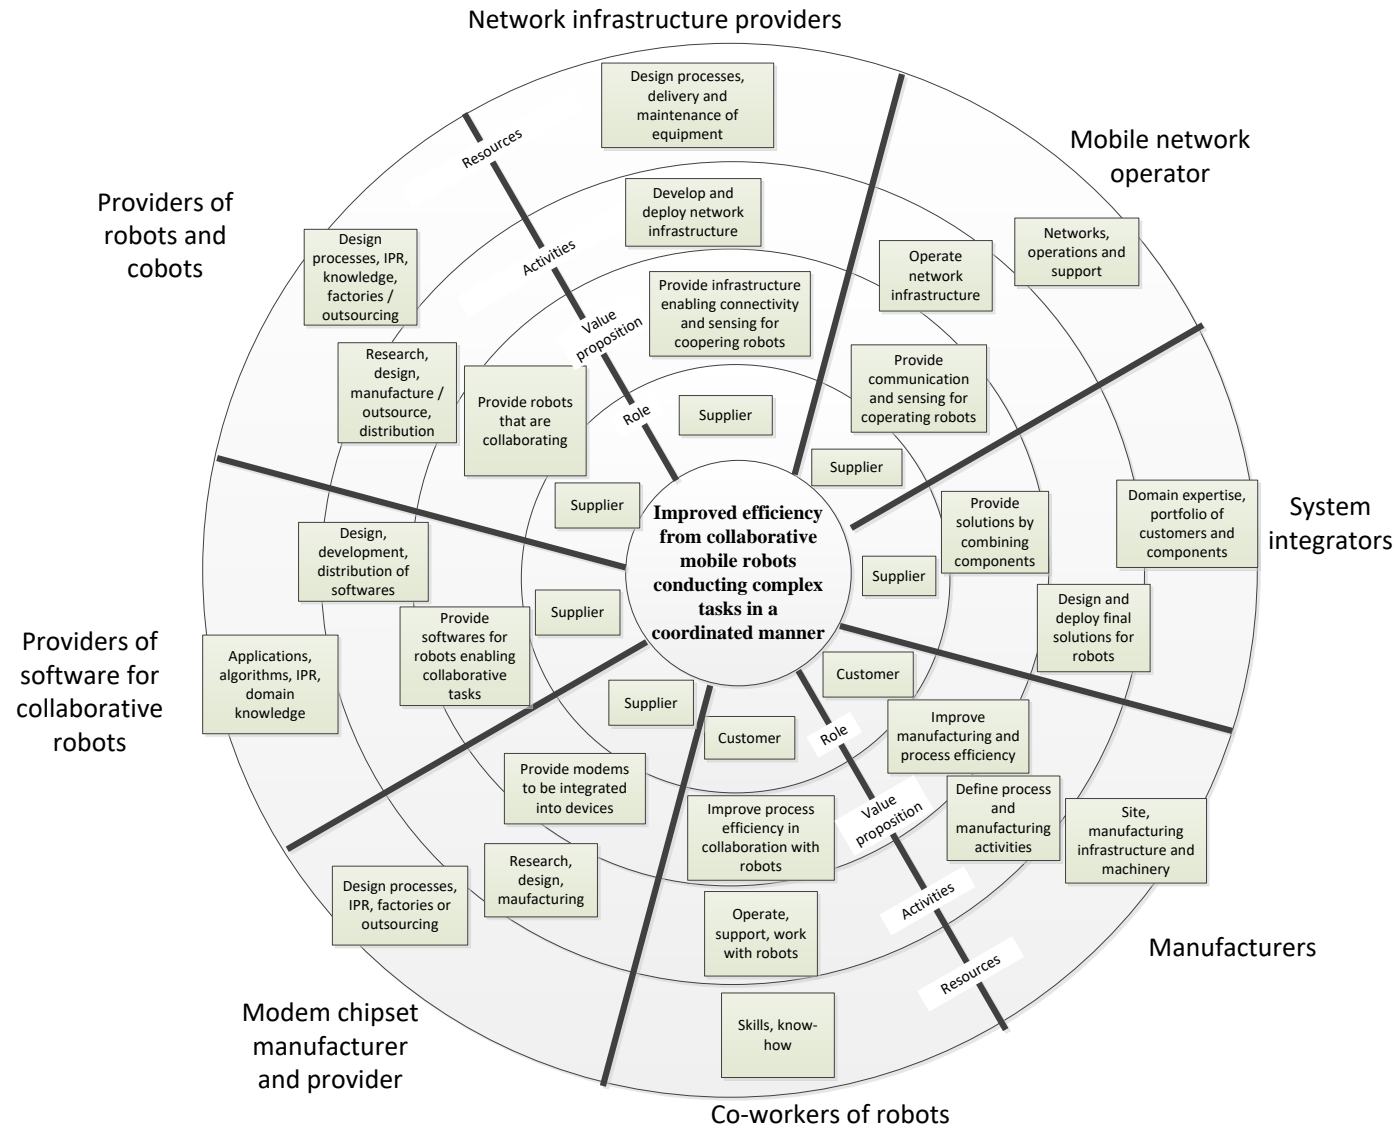 Network infrastructure providers
Design processes,
delivery and
maintenance of
equipment
Resources
Mobile network
operator
Develop and
deploy network
infrastructure
Activities
Networks,
operations and
support
Operate
network
infrastructure
Providers of
robots and
cobots
Design
processes, IPR,
knowledge,
factories /
outsourcing
Provide infrastructure
enabling connectivity
and sensing for
coopering robots
Value
proposition
Research,
design,
manufacture /
outsource,
distribution
Provide robots
that are
collaborating
Role
Supplier
Provide
communication
and sensing for
coperating robots
Supplier
Supplier
Improved efficiency
from collaborative
mobile robots
conducting complex
tasks in a
coordinated manner
Provide
solutions by
combining
components
Domain expertise,
portfolio of
customers and
components
System
integrators
Supplier
Design and
deploy final
solutions for
robots
Design,
development,
distribution of
softwares
Supplier
Provide
softwares for
robots enabling
collaborative
tasks
Applications,
algorithms, IPR,
domain
knowledge
Providers of
software for
collaborative
robots
Supplier
Customer
Customer
Role
Improve
manufacturing and
process efficiency
Provide modems
to be integrated
into devices
Improve process
efficiency in
collaboration with
robots
Value
proposition
Define process
and
manufacturing
activities
Site,
manufacturing
infrastructure and
machinery
Research,
design,
maufacturing
Design processes,
IPR, factories or
outsourcing
Operate,
support, work
with robots
Activities
Resources
Manufacturers
Skills, know-
how
Modem chipset
manufacturer
and provider
Co-workers of robots